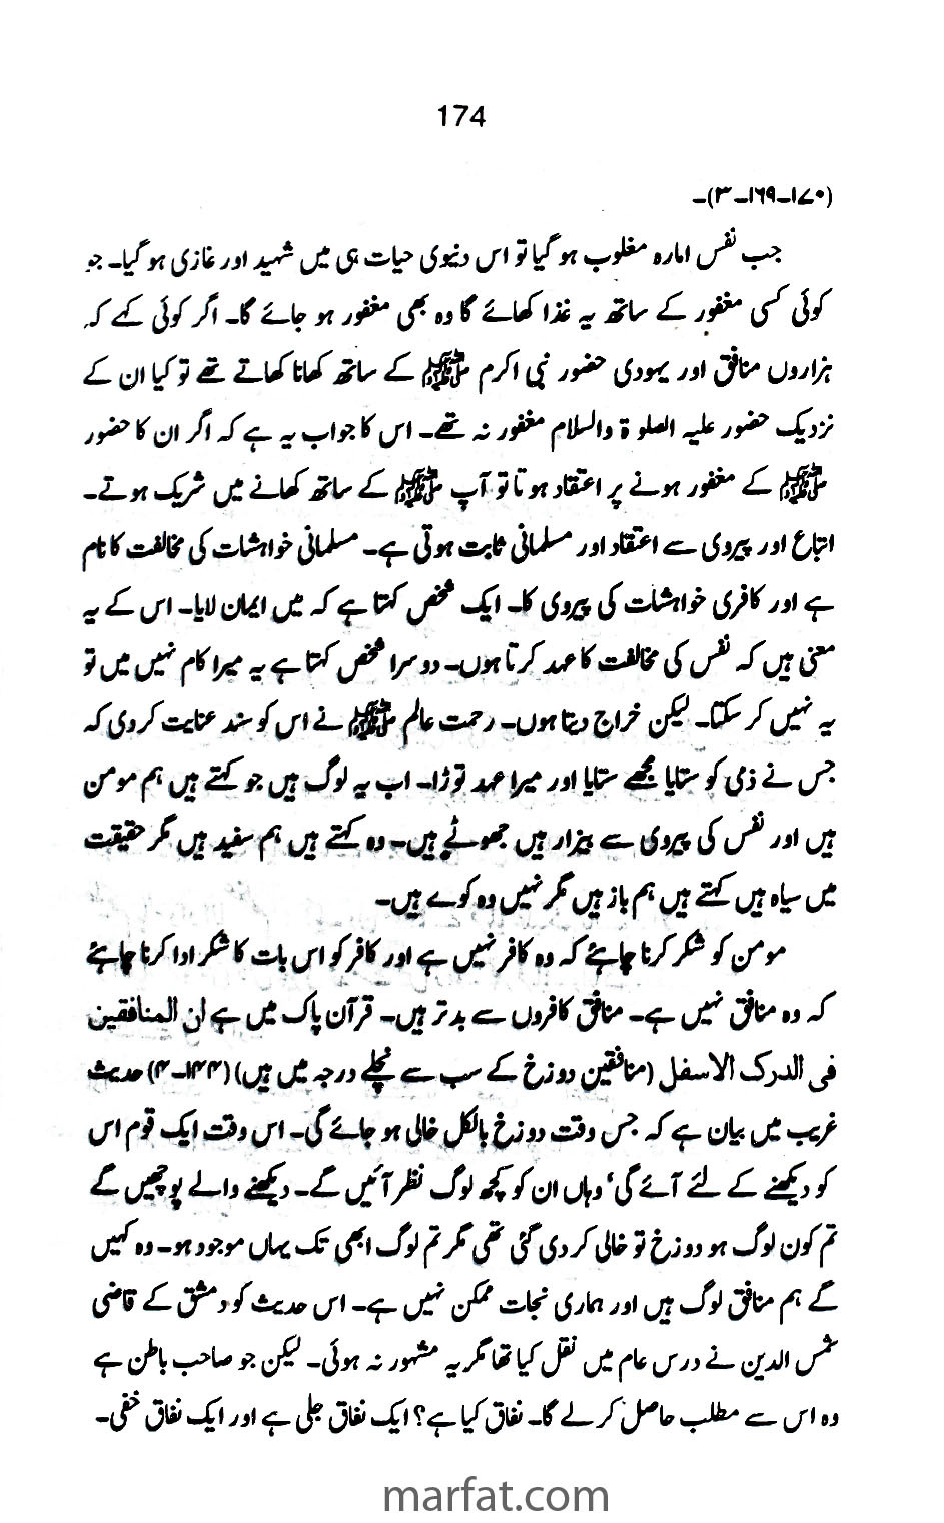 174
(۱۷۰-۱۶۹-۳)-
جب نفس امارہ مغلوب ہو گیا تو اس دنیوی حیات ہی میں شہید اور غازی ہو گیا۔ جو
کوئی کسی مغفور کے ساتھ یہ غذا کھائے گا وہ بھی مغفور ہو جائے گا۔ اگر کوئی کہے کہ
ہزاروں منافق اور یہودی حضور نبی اکرم ﷺ کے ساتھ کھانا کھاتے تھے تو کیا ان کے
نزدیک حضور علیہ الصلوٰۃ والسلام مغفور نہ تھے۔ اس کا جواب یہ ہے کہ اگر ان کا حضور
ﷺ کے مغفور ہونے پر اعتقاد ہوتا تو آپ ﷺ کے ساتھ کھانے میں شریک ہوتے۔
اتباع اور پیروی سے اعتقاد اور مسلمانی ثابت ہوتی ہے۔ مسلمانی خواہشات کی مخالفت کا نام
ہے اور کافری خواہشات کی پیروی کا۔ ایک شخص کہتا ہے کہ میں ایمان لایا۔ اس کے یہ
معنی ہیں کہ نفس کی مخالفت کا عہد کرتا ہوں۔ دوسرا شخص کہتا ہے یہ میرا کام نہیں میں تو
یہ نہیں کر سکتا۔ لیکن خراج دیتا ہوں۔ رحمت عالم ﷺ نے اس کو سند عنایت کر دی کہ
جس نے ذمی کو ستایا مجھے ستایا اور میرا عہد توڑا۔ اب یہ لوگ ہیں جو کہتے ہیں ہم مومن
ہیں اور نفس کی پیروی سے بیزار ہیں جھوٹے ہیں۔ وہ کہتے ہیں ہم سفید ہیں مگر حقیقت
میں سیاہ ہیں کہتے ہیں ہم باز ہیں مگر نہیں وہ کوے ہیں۔
مومن کو شکر کرنا چاہئے کہ وہ کافر نہیں ہے اور کافر کو اس بات کا شکر ادا کرنا چاہئے
کہ وہ منافق نہیں ہے۔ منافق کافروں سے بدتر ہیں۔ قرآن پاک میں ہے ان المنافقین
فی الدرک الاسفل (منافقین دوزخ کے سب سے نچلے درجہ میں ہیں) (۱۴۴-۴) حدیث
غریب میں بیان ہے کہ جس وقت دوزخ بالکل خالی ہو جائے گی۔ اس وقت ایک قوم اس
کو دیکھنے کے لئے آئے گی، وہاں ان کو کچھ لوگ نظر آئیں گے۔ دیکھنے والے پوچھیں گے
تم کون لوگ ہو دوزخ تو خالی کر دی گئی تھی مگر تم لوگ ابھی تک یہاں موجود ہو۔ وہ کہیں
گے ہم منافق لوگ ہیں اور ہماری نجات ممکن نہیں ہے۔ اس حدیث کو دمشق کے قاضی
شمس الدین نے درس عام میں نقل کیا تھا مگر یہ مشہور نہ ہوئی۔ لیکن جو صاحب باطن ہے
وہ اس سے مطلب حاصل کر لے گا۔ نفاق کیا ہے؟ ایک نفاق جلی ہے اور ایک نفاق خفی۔
marfat.com